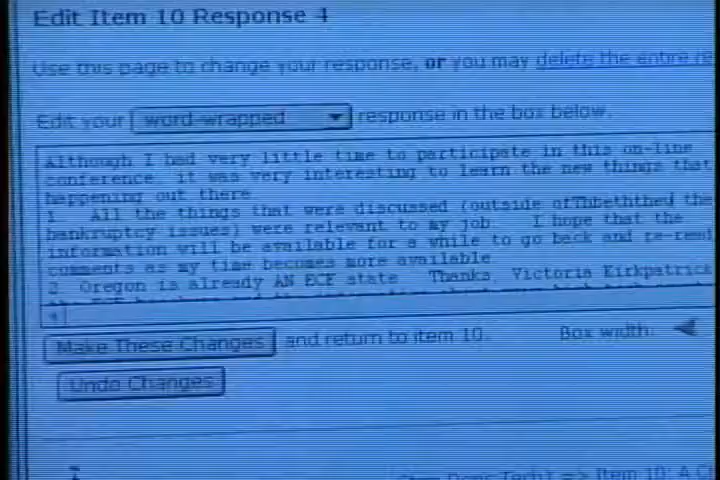 Edit Item 10 Response 4
Use this page to change your response, or you may delete the entire re
Edit your word-wrapped response in the box below.
Although I had very little time to participate in this on-line
conference, it was very interesting to learn the new things that
happening out there
1 All the things that were discussed (outside the
bankruptcy issues) were relevant to my job I hope that the
information will be available for a while to go back and re-read
comments as my time becomes more available
2 Oregon is already AN ECF state Thanks, Victoria Kirkpatrick
Make These Changes and return to item 10. Box width:
Undo Changes
=> Item 10: A C